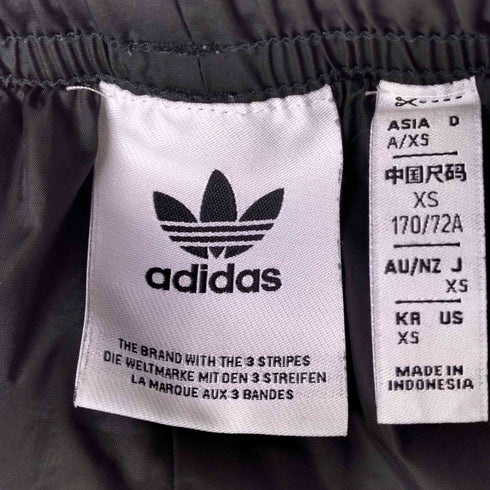 adidas
THE BRAND WITH THE 3 STRIPES
DIE WELTMARKE MIT DEN 3 STREIFEN
LA MARQUE AUX 3 BANDES
ASIA D
A/XS
中国尺码
XS
170/72A
AU/NZ J
XS
KR US
XS
MADE IN
INDONESIA